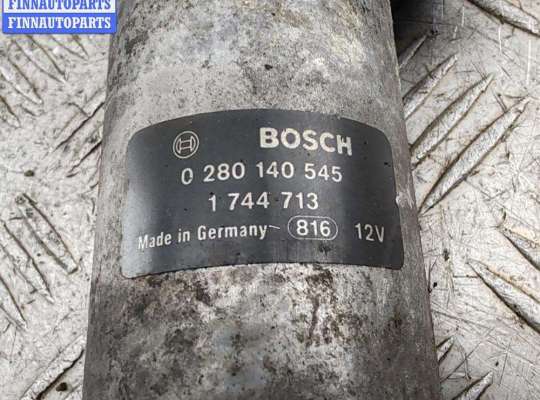 FINNAUTOPARTS
FINNAUTOPARTS
BOSCH
0 280 140 545
1 744 713
Made in Germany 816 12V